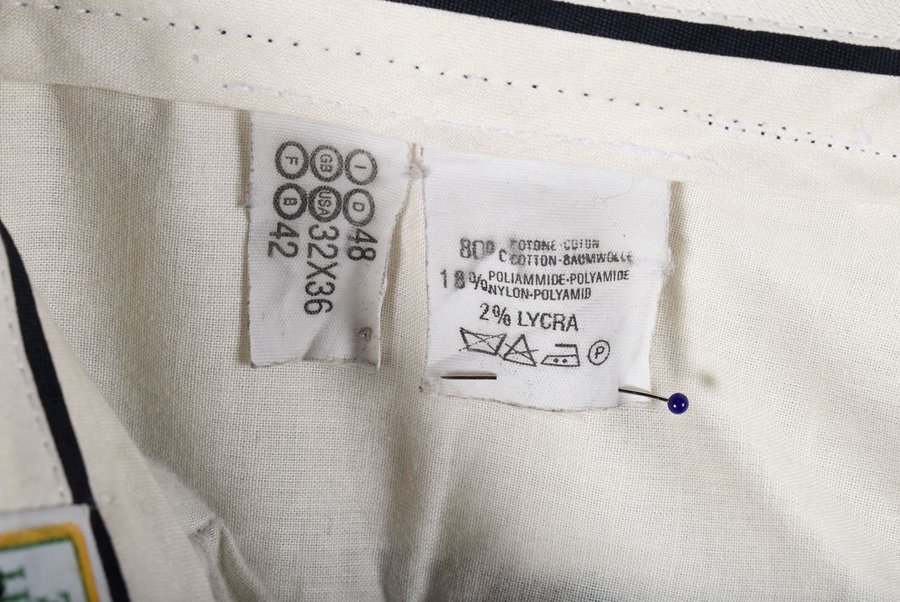 I D 48
GB USA 32X36
F B 42
80% COTONE·COTON
COTTON·BAUMWOLLE
18% POLIAMMIDE·POLYAMIDE
NYLON·POLYAMID
2% LYCRA
P